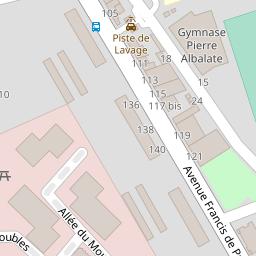 105
Piste de
Lavage
Gymnase
Pierre
Albalate
111
113
10
115
24
136
117 bis
18
15
138
119
140
121
Avenue Francis de P
Allée du Mou
oubles